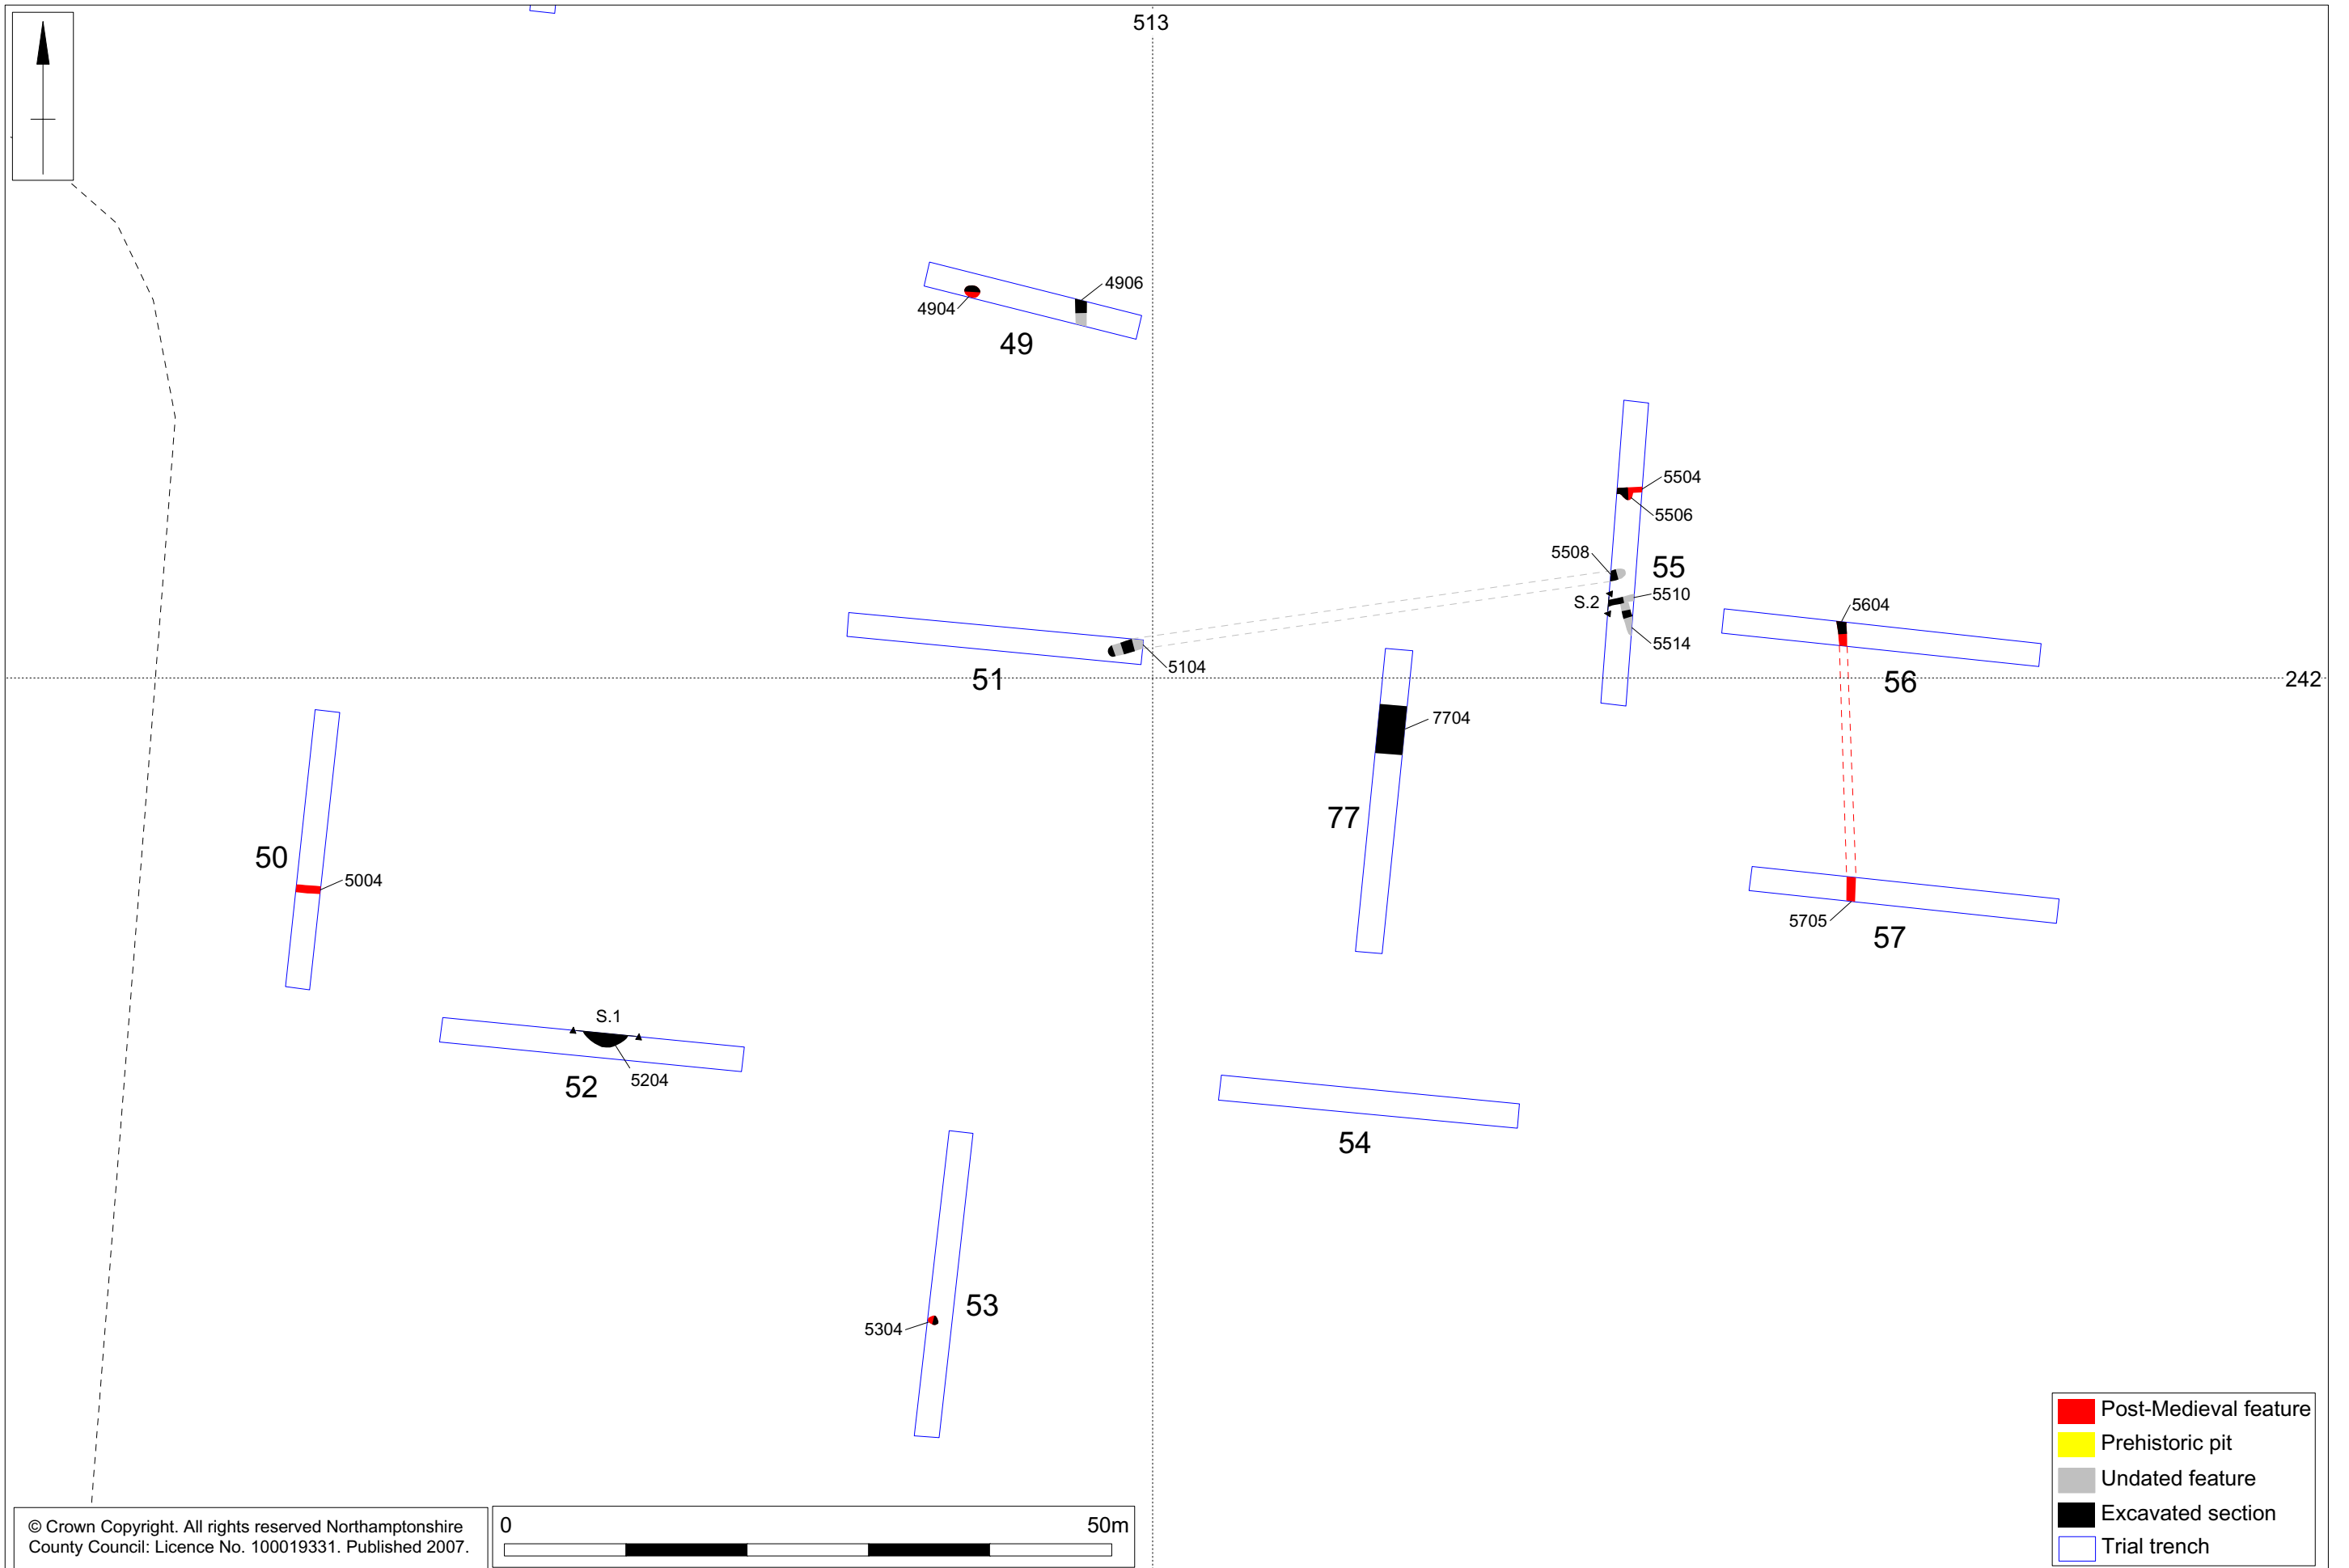 513
4906
4904
49
5504
5506
5508
55
S.2
5510
5604
5514
5104
51
56
242
7704
77
50
5004
5705
57
S.1
5204
52
54
53
5304
Post-Medieval feature
Prehistoric pit
Undated feature
Excavated section
Trial trench
© Crown Copyright. All rights reserved Northamptonshire
County Council: Licence No. 100019331. Published 2007.
0 50m